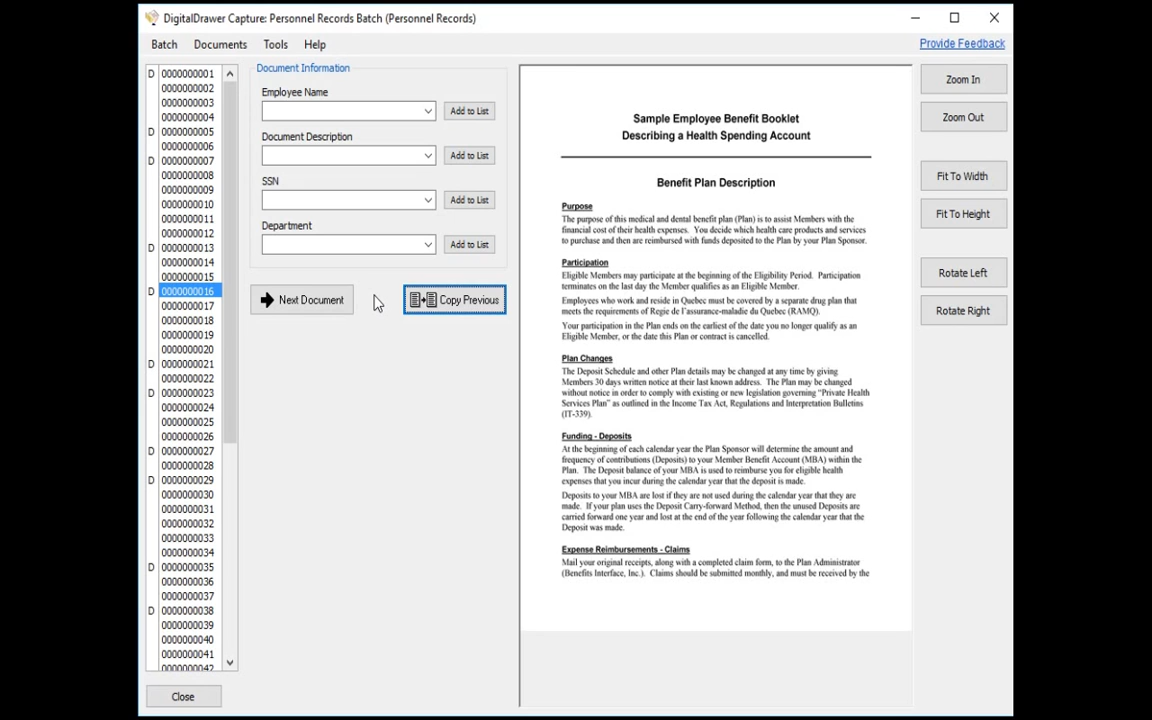 DigitalDrawer Capture: Personnel Records Batch (Personnel Records)
Batch Documents Tools Help
Provide Feedback
D 0000000001
0000000002
0000000003
0000000004
D 0000000005
0000000006
D 0000000007
0000000008
0000000009
0000000010
0000000011
0000000012
D 0000000013
0000000014
0000000015
D 0000000016
0000000017
0000000018
0000000019
0000000020
D 0000000021
0000000022
D 0000000023
0000000024
0000000025
0000000026
D 0000000027
0000000028
D 0000000029
0000000030
0000000031
0000000032
0000000033
0000000034
D 0000000035
0000000036
0000000037
D 0000000038
0000000039
0000000040
0000000041
0000000042
Close
Document Information
Employee Name
Add to List
Document Description
Add to List
SSN
Add to List
Department
Add to List
Next Document
Copy Previous
Sample Employee Benefit Booklet
Describing a Health Spending Account
Benefit Plan Description
Purpose
The purpose of this medical and dental benefit plan (Plan) is to assist Members with the
financial cost of their health expenses. You decide which health care products and services
to purchase and then are reimbursed with funds deposited to the Plan by your Plan Sponsor.
Participation
Eligible Members may participate at the beginning of the Eligibility Period. Participation
terminates on the last day the Member qualifies as an Eligible Member.
Employees who work and reside in Quebec must be covered by a separate drug plan that
meets the requirements of Regie de l'assurance-maladie du Quebec (RAMQ).
Your participation in the Plan ends on the earliest of the date you no longer qualify as an
Eligible Member, or the date this Plan or contract is cancelled.
Plan Changes
The Deposit Schedule and other Plan details may be changed at any time by giving
Members 30 days written notice at their last known address. The Plan may be changed
without notice in order to comply with existing or new legislation governing "Private Health
Services Plan" as outlined in the Income Tax Act, Regulations and Interpretation Bulletins
(IT-339).
Funding - Deposits
At the beginning of each calendar year the Plan Sponsor will determine the amount and
frequency of contributions (Deposits) to your Member Benefit Account (MBA) within the
Plan. The Deposit balance of your MBA is used to reimburse you for eligible health
expenses that you incur during the calendar year that the deposit is made.
Deposits to your MBA are lost if they are not used during the calendar year that they are
made. If your plan uses the Deposit Carry-forward Method, then the unused Deposits are
carried forward one year and lost at the end of the year following the calendar year that the
Deposit was made.
Expense Reimbursements - Claims
Mail your original receipts, along with a completed claim form, to the Plan Administrator
(Benefits Interface, Inc.). Claims should be submitted monthly, and must be received by the
Zoom In
Zoom Out
Fit To Width
Fit To Height
Rotate Left
Rotate Right